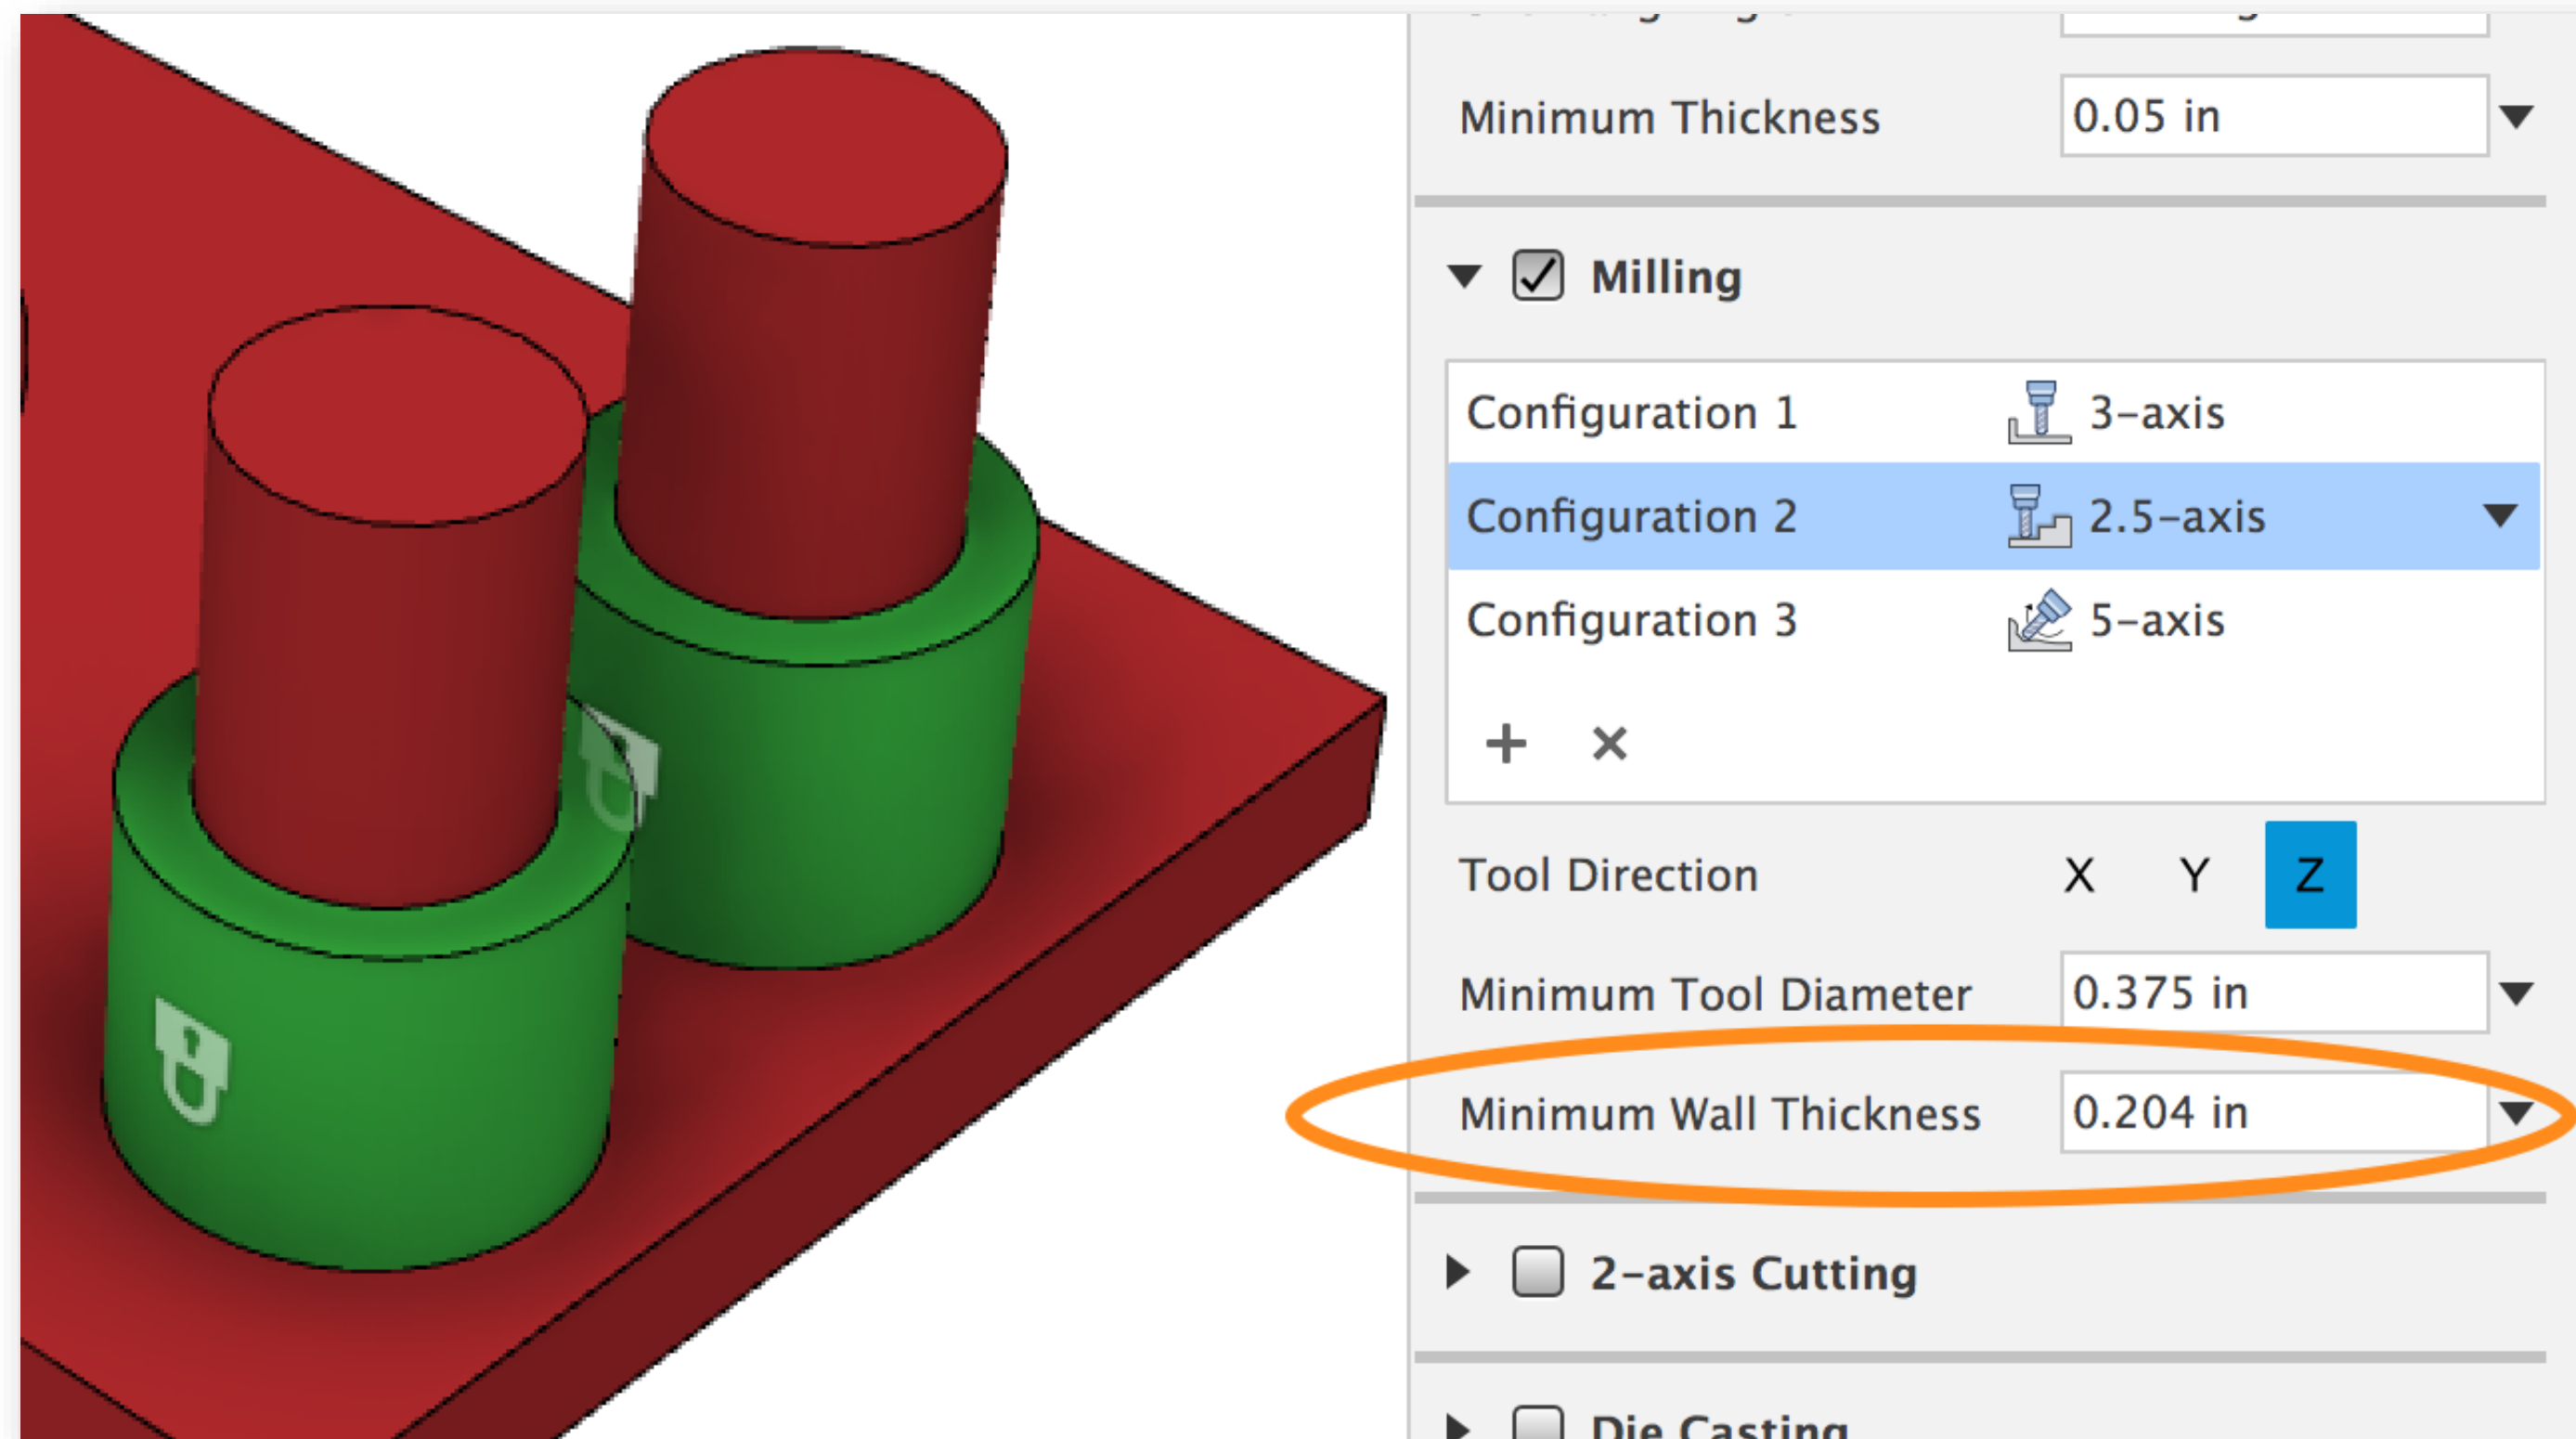 Minimum Thickness 0.05 in
Milling
Configuration 1 3-axis
Configuration 2 2.5-axis
Configuration 3 5-axis
Tool Direction X Y Z
Minimum Tool Diameter 0.375 in
Minimum Wall Thickness 0.204 in
2-axis Cutting
Die Casting